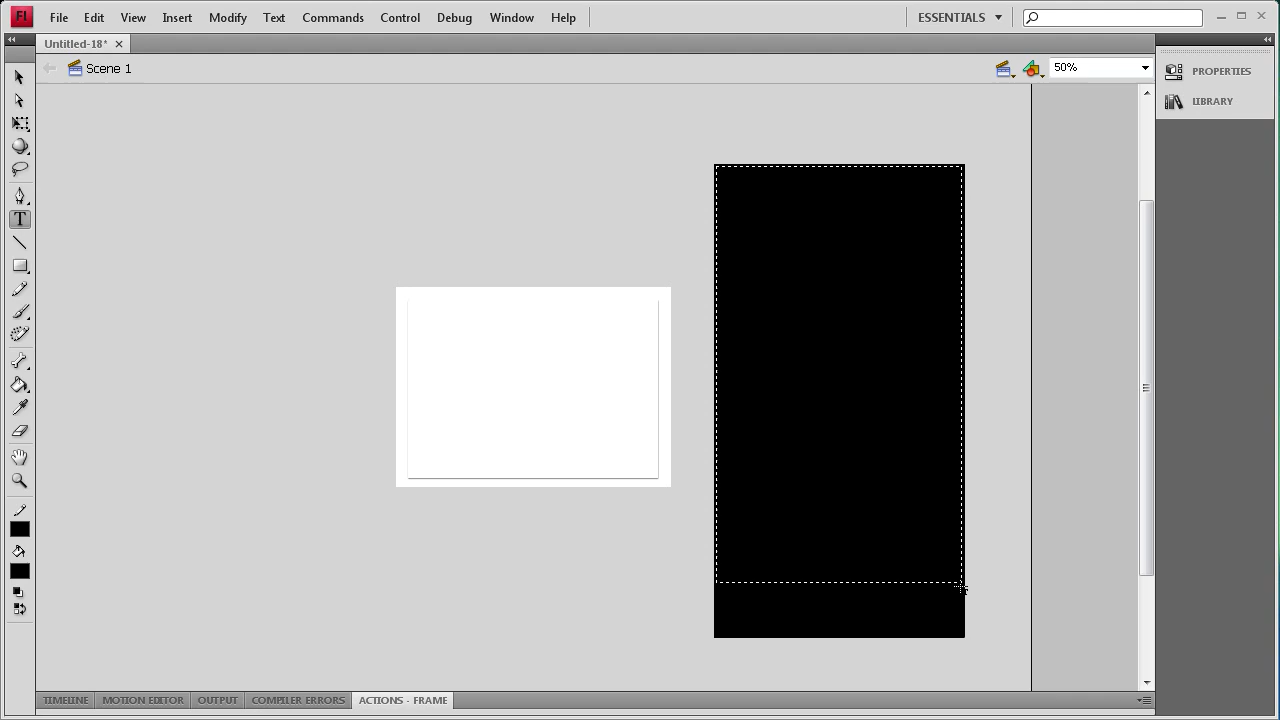 Fl File Edit View Insert Modify Text Commands Control Debug Window Help ESSENTIALS
Untitled-18*
Scene 1 50%
PROPERTIES
LIBRARY
T
TIMELINE MOTION EDITOR OUTPUT COMPILER ERRORS ACTIONS - FRAME